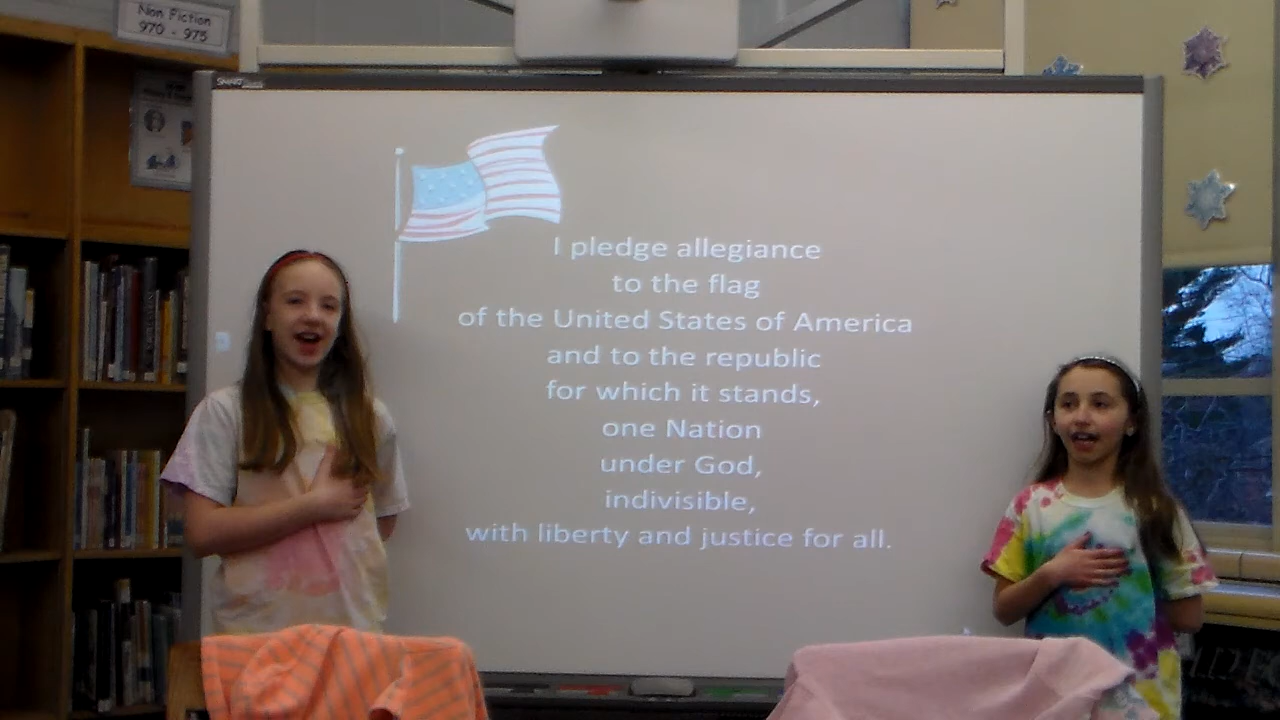 Non Fiction
970 - 975
SMART
I pledge allegiance
to the flag
of the United States of America
and to the republic
for which it stands,
one Nation
under God,
indivisible,
with liberty and justice for all.